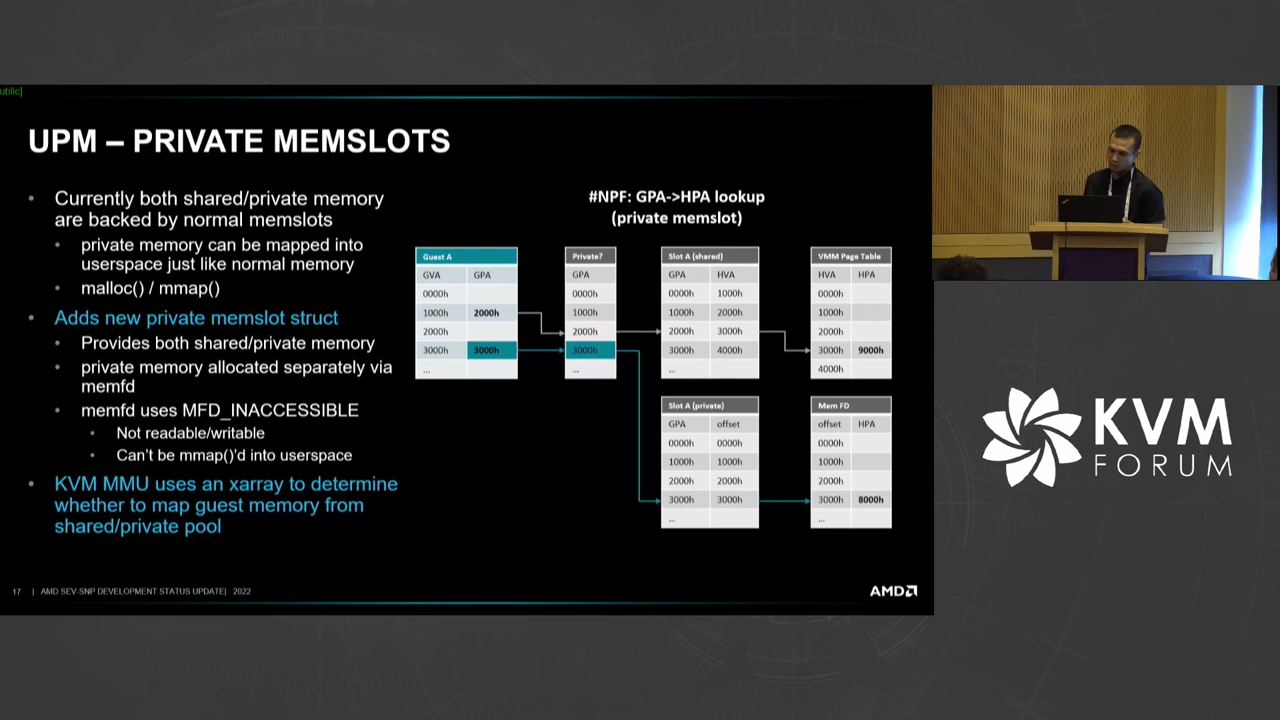 ublic]
UPM – PRIVATE MEMSLOTS
• Currently both shared/private memory
are backed by normal memslots
• private memory can be mapped into
userspace just like normal memory
• malloc() / mmap()
• Adds new private memslot struct
• Provides both shared/private memory
• private memory allocated separately via
memfd
• memfd uses MFD_INACCESSIBLE
• Not readable/writable
• Can't be mmap()'d into userspace
• KVM MMU uses an xarray to determine
whether to map guest memory from
shared/private pool
#NPF: GPA->HPA lookup
(private memslot)
Guest A
GVA GPA
0000h
1000h 2000h
2000h
3000h 3000h
...
Private?
GPA
0000h
1000h
2000h
3000h
...
Slot A (shared)
GPA HVA
0000h 1000h
1000h 2000h
2000h 3000h
3000h 4000h
...
VMM Page Table
HVA HPA
0000h
1000h
2000h
3000h 9000h
4000h
Slot A (private)
GPA offset
0000h 0000h
1000h 1000h
2000h 2000h
3000h 3000h
...
Mem FD
offset HPA
0000h
1000h
2000h
3000h 8000h
...
17 | AMD SEV-SNP DEVELOPMENT STATUS UPDATE| 2022
AMD
KVM
FORUM